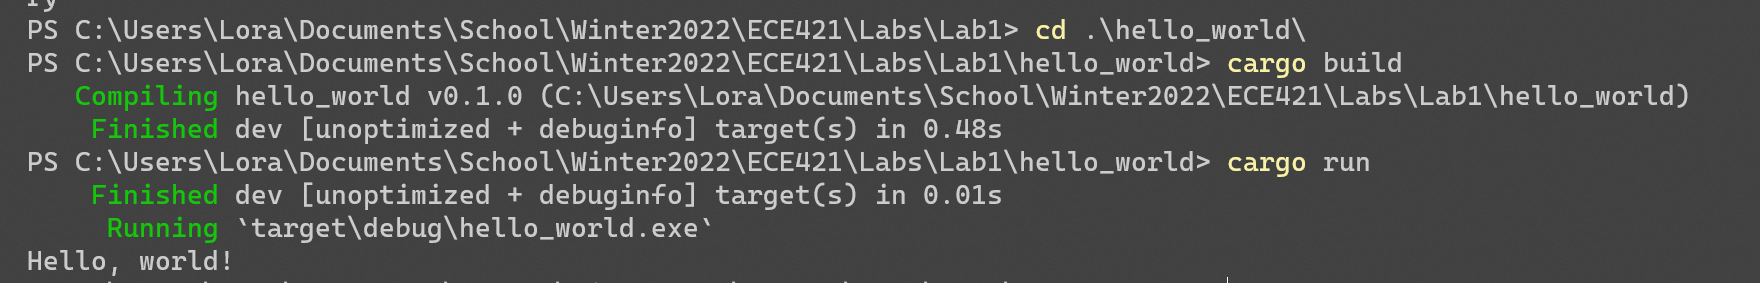 PS C:\Users\Lora\Documents\School\Winter2022\ECE421\Labs\Lab1> cd .\hello_world\
PS C:\Users\Lora\Documents\School\Winter2022\ECE421\Labs\Lab1\hello_world> cargo build
   Compiling hello_world v0.1.0 (C:\Users\Lora\Documents\School\Winter2022\ECE421\Labs\Lab1\hello_world)
    Finished dev [unoptimized + debuginfo] target(s) in 0.48s
PS C:\Users\Lora\Documents\School\Winter2022\ECE421\Labs\Lab1\hello_world> cargo run
    Finished dev [unoptimized + debuginfo] target(s) in 0.01s
     Running `target\debug\hello_world.exe`
Hello, world!